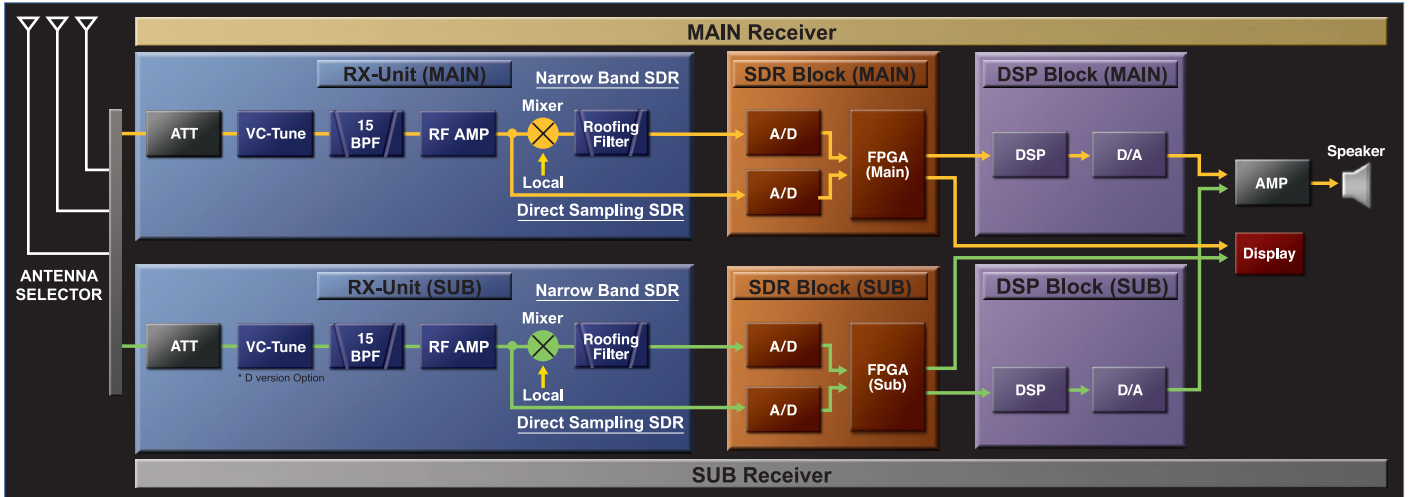 MAIN Receiver
RX-Unit (MAIN)
Narrow Band SDR
SDR Block (MAIN)
DSP Block (MAIN)
Mixer
ATT
VC-Tune
15
BPF
RF AMP
Roofing
Filter
A/D
FPGA
(Main)
DSP
D/A
Speaker
AMP
Local
A/D
Direct Sampling SDR
Display
ANTENNA
SELECTOR
RX-Unit (SUB)
Narrow Band SDR
SDR Block (SUB)
DSP Block (SUB)
Mixer
ATT
VC-Tune
* D version Option
15
BPF
RF AMP
Roofing
Filter
A/D
FPGA
(Sub)
DSP
D/A
Local
A/D
Direct Sampling SDR
SUB Receiver